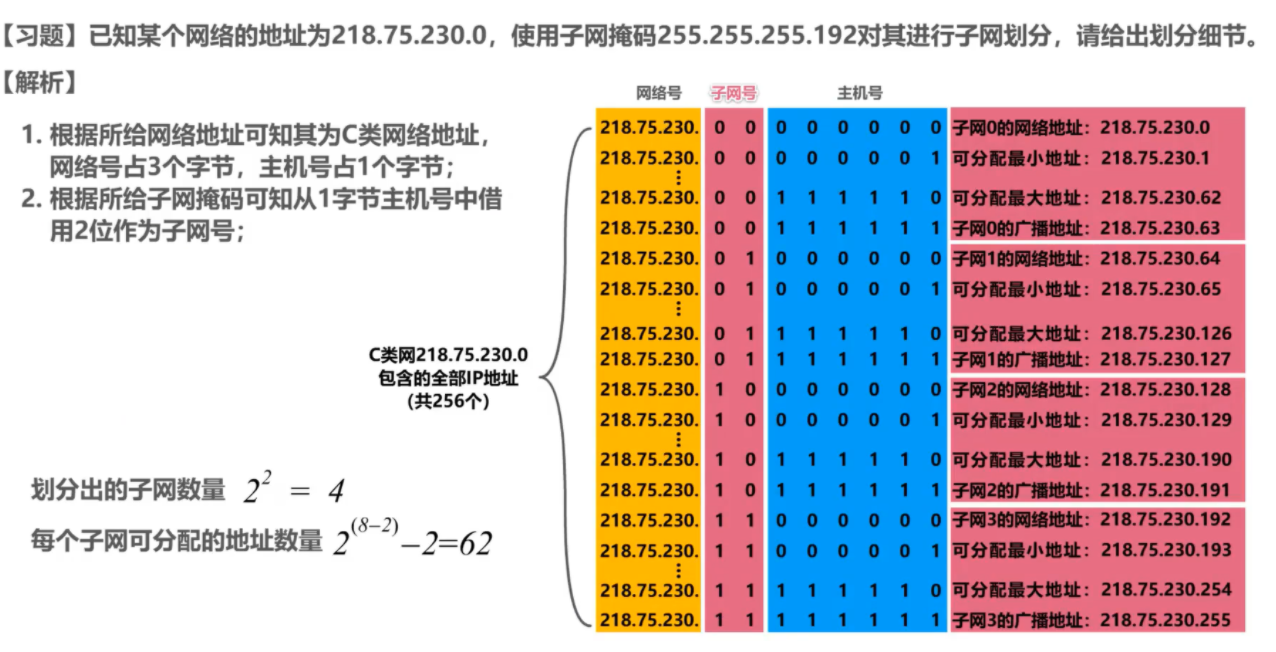 【习题】已知某个网络的地址为218.75.230.0，使用子网掩码255.255.255.192对其进行子网划分，请给出划分细节。
【解析】
1. 根据所给网络地址可知其为C类网络地址，
网络号占3个字节，主机号占1个字节；
2. 根据所给子网掩码可知从1字节主机号中借
用2位作为子网号；
C类网218.75.230.0
包含的全部IP地址
（共256个）
划分出的子网数量 2^2 = 4
每个子网可分配的地址数量 2^(8−2) −2=62
网络号 子网号 主机号
218.75.230. 0 0 0 0 0 0 0 0 子网0的网络地址：218.75.230.0
218.75.230. 0 0 0 0 0 0 0 1 可分配最小地址：218.75.230.1
⋮
218.75.230. 0 0 1 1 1 1 1 0 可分配最大地址：218.75.230.62
218.75.230. 0 0 1 1 1 1 1 1 子网0的广播地址：218.75.230.63
218.75.230. 0 1 0 0 0 0 0 0 子网1的网络地址：218.75.230.64
218.75.230. 0 1 0 0 0 0 0 1 可分配最小地址：218.75.230.65
⋮
218.75.230. 0 1 1 1 1 1 1 0 可分配最大地址：218.75.230.126
218.75.230. 0 1 1 1 1 1 1 1 子网1的广播地址：218.75.230.127
218.75.230. 1 0 0 0 0 0 0 0 子网2的网络地址：218.75.230.128
218.75.230. 1 0 0 0 0 0 0 1 可分配最小地址：218.75.230.129
⋮
218.75.230. 1 0 1 1 1 1 1 0 可分配最大地址：218.75.230.190
218.75.230. 1 0 1 1 1 1 1 1 子网2的广播地址：218.75.230.191
218.75.230. 1 1 0 0 0 0 0 0 子网3的网络地址：218.75.230.192
218.75.230. 1 1 0 0 0 0 0 1 可分配最小地址：218.75.230.193
⋮
218.75.230. 1 1 1 1 1 1 1 0 可分配最大地址：218.75.230.254
218.75.230. 1 1 1 1 1 1 1 1 子网3的广播地址：218.75.230.255